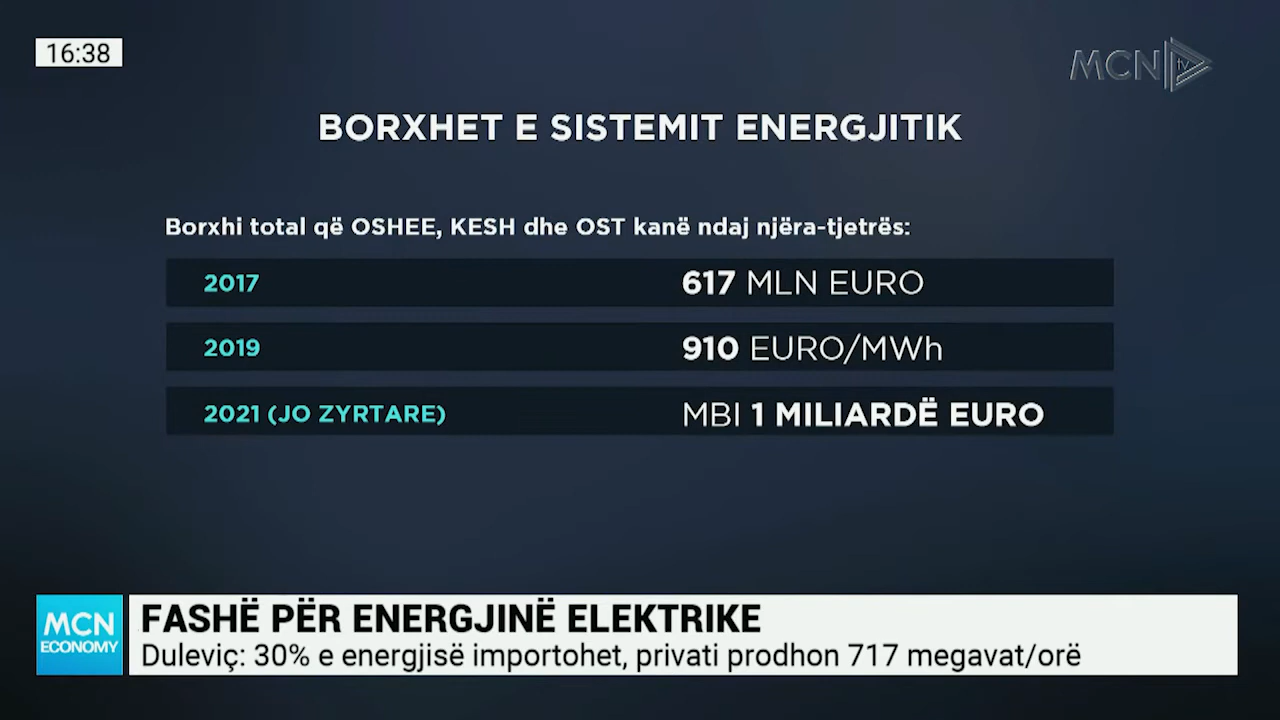 16:38
MCN tv
BORXHET E SISTEMIT ENERGJITIK
Borxhi total që OSHEE, KESH dhe OST kanë ndaj njëra-tjetrës:
2017 617 MLN EURO
2019 910 EURO/MWh
2021 (JO ZYRTARE) MBI 1 MILIARDË EURO
MCN ECONOMY
FASHË PËR ENERGJINË ELEKTRIKE
Duleviç: 30% e energjisë importohet, privati prodhon 717 megavat/orë